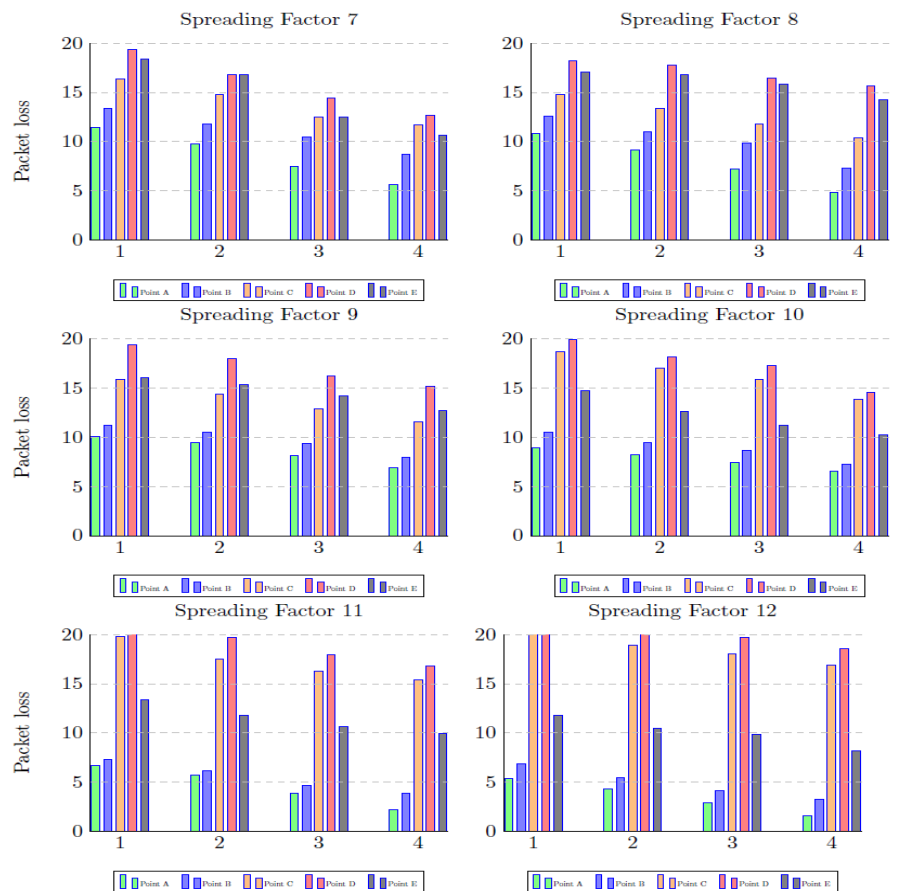 Spreading Factor 7
Packet loss
20
15
10
5
0
1 2 3 4
Point A Point B Point C Point D Point E
Spreading Factor 8
20
15
10
5
0
1 2 3 4
Point A Point B Point C Point D Point E
Spreading Factor 9
Packet loss
20
15
10
5
0
1 2 3 4
Point A Point B Point C Point D Point E
Spreading Factor 10
20
15
10
5
0
1 2 3 4
Point A Point B Point C Point D Point E
Spreading Factor 11
Packet loss
20
15
10
5
0
1 2 3 4
Point A Point B Point C Point D Point E
Spreading Factor 12
20
15
10
5
0
1 2 3 4
Point A Point B Point C Point D Point E